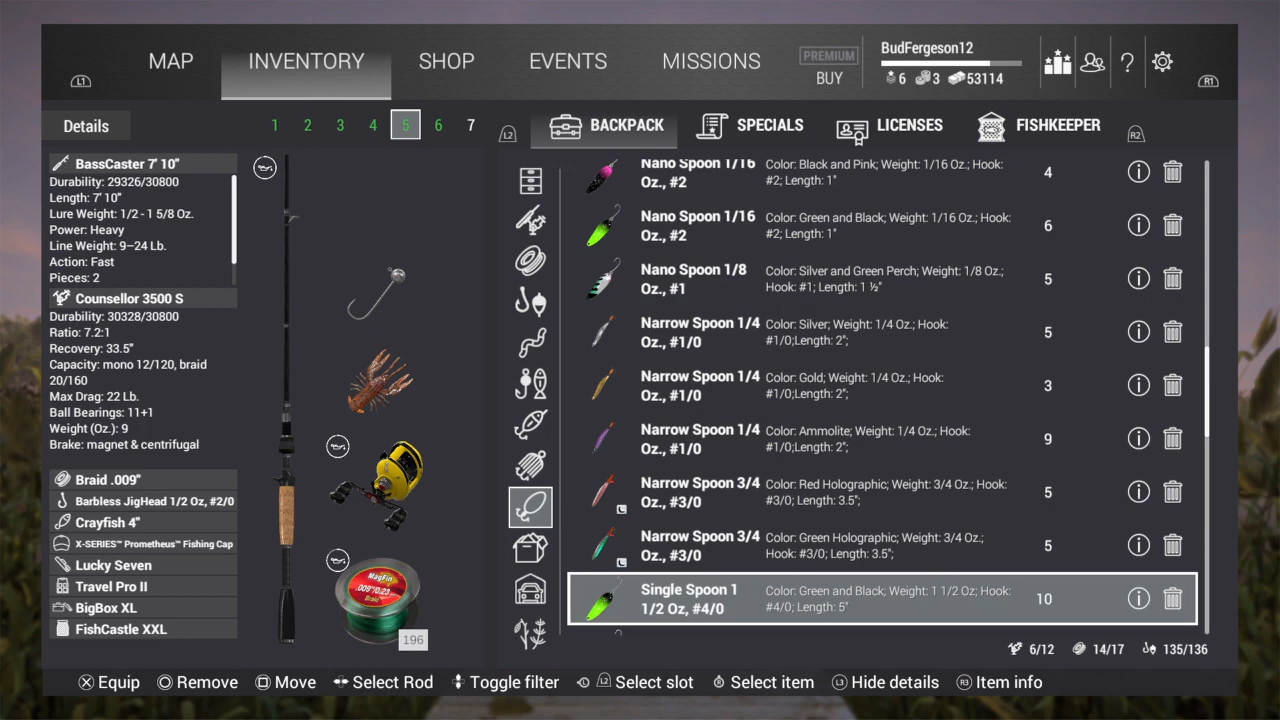 MAP
INVENTORY
SHOP
EVENTS
MISSIONS
PREMIUM
BUY
BudFergeson12
6
3
53114
?
L1
R1
Details
1
2
3
4
5
6
7
L2
BACKPACK
SPECIALS
LICENSES
FISHKEEPER
R2
BassCaster 7' 10"
Durability: 29326/30800
Length: 7' 10"
Lure Weight: 1/2 - 1 5/8 Oz.
Power: Heavy
Line Weight: 9–24 Lb.
Action: Fast
Pieces: 2
Counsellor 3500 S
Durability: 30328/30800
Ratio: 7.2:1
Recovery: 33.5"
Capacity: mono 12/120, braid
20/160
Max Drag: 22 Lb.
Ball Bearings: 11+1
Weight (Oz.): 9
Brake: magnet & centrifugal
Braid .009"
Barbless JigHead 1/2 Oz, #2/0
Crayfish 4"
X-SERIES™ Prometheus™ Fishing Cap
Lucky Seven
Travel Pro II
BigBox XL
FishCastle XXL
MagFin
.009"/0.23
Braid
196
Nano Spoon 1/16
Oz., #2
Color: Black and Pink; Weight: 1/16 Oz.; Hook:
#2; Length: 1"
4
Nano Spoon 1/16
Oz., #2
Color: Green and Black; Weight: 1/16 Oz.; Hook:
#2; Length: 1"
6
Nano Spoon 1/8
Oz., #1
Color: Silver and Green Perch; Weight: 1/8 Oz.;
Hook: #1; Length: 1 ½"
5
Narrow Spoon 1/4
Oz., #1/0
Color: Silver; Weight: 1/4 Oz.; Hook:
#1/0;Length: 2";
5
Narrow Spoon 1/4
Oz., #1/0
Color: Gold; Weight: 1/4 Oz.; Hook:
#1/0;Length: 2";
3
Narrow Spoon 1/4
Oz., #1/0
Color: Ammolite; Weight: 1/4 Oz.; Hook:
#1/0;Length: 2";
9
Narrow Spoon 3/4
Oz., #3/0
Color: Red Holographic; Weight: 3/4 Oz.; Hook:
#3/0; Length: 3.5";
5
Narrow Spoon 3/4
Oz., #3/0
Color: Green Holographic; Weight: 3/4 Oz.;
Hook: #3/0; Length: 3.5";
5
Single Spoon 1
1/2 Oz, #4/0
Color: Green and Black; Weight: 1 1/2 Oz; Hook:
#4/0; Length: 5"
10
6/12
14/17
135/136
Equip
Remove
Move
Select Rod
Toggle filter
L2
Select slot
Select item
L3
Hide details
R3
Item info